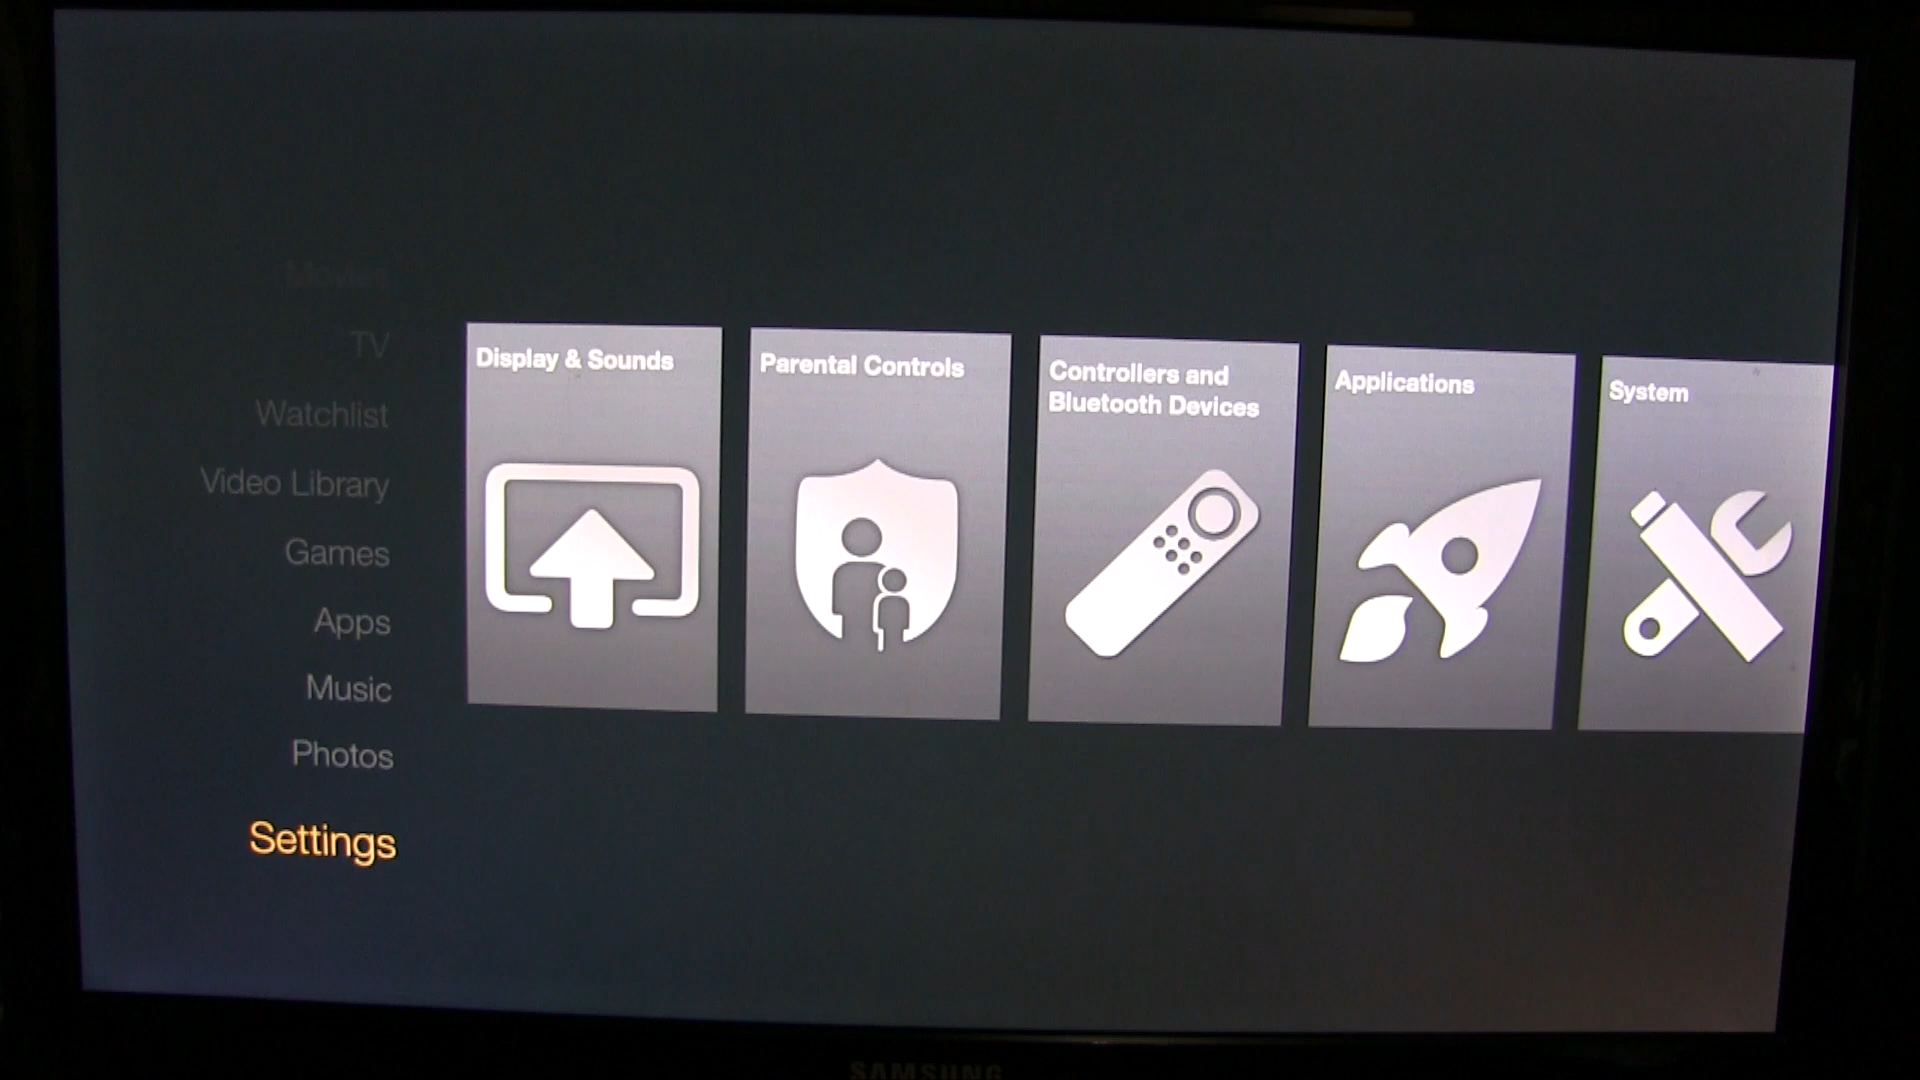 Movies
TV
Watchlist
Video Library
Games
Apps
Music
Photos
Settings
Display & Sounds
Parental Controls
Controllers and
Bluetooth Devices
Applications
System
SAMSUNG